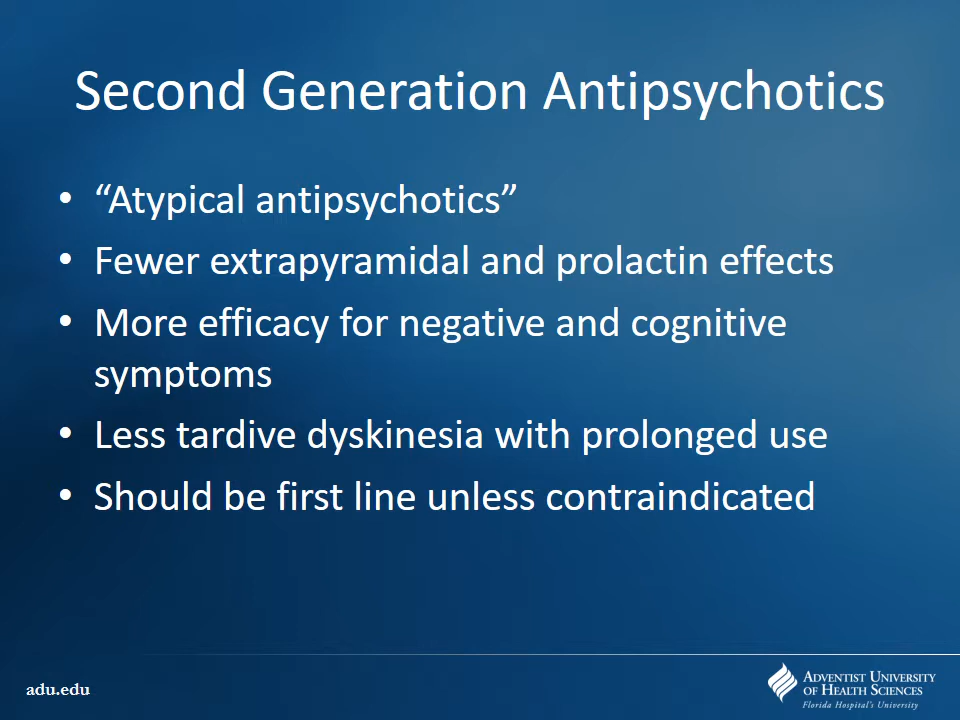 Second Generation Antipsychotics
• “Atypical antipsychotics”
• Fewer extrapyramidal and prolactin effects
• More efficacy for negative and cognitive
symptoms
• Less tardive dyskinesia with prolonged use
• Should be first line unless contraindicated
adu.edu
ADVENTIST UNIVERSITY
OF HEALTH SCIENCES
Florida Hospital's University